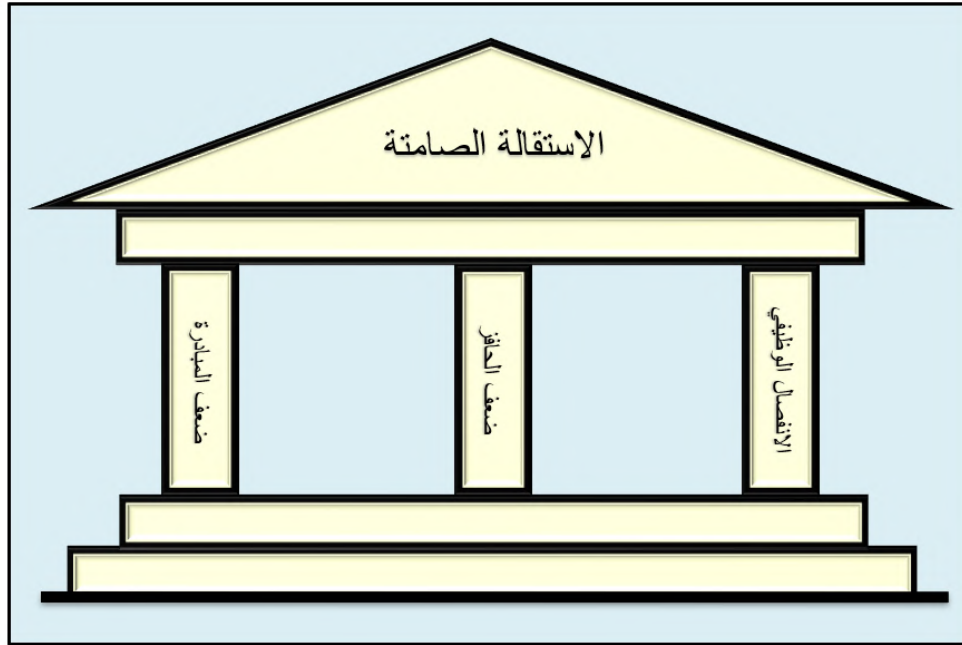 الاستقالة الصامتة
الانفصال الوظيفي
ضعف الحافز
ضعف المبادرة